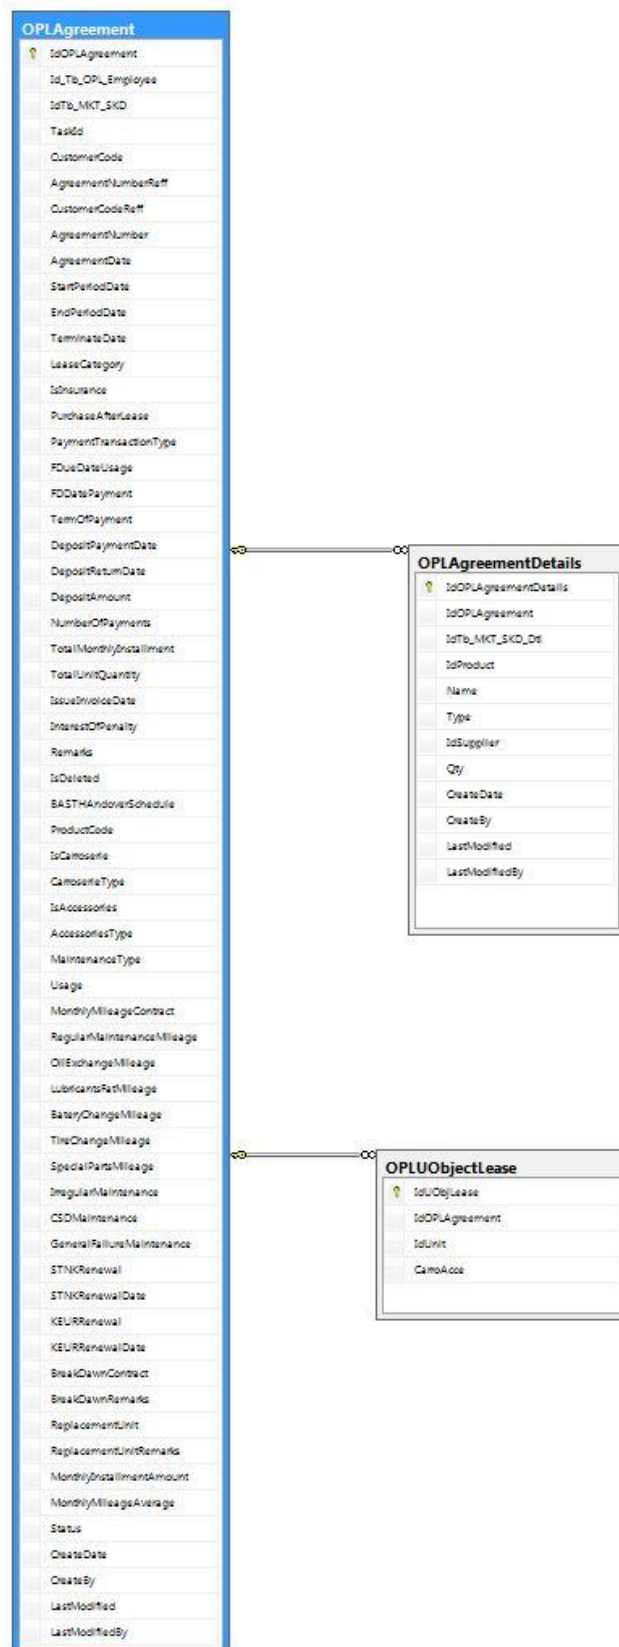 OPLAgreement
IdOPLAgreement
Id_Tb_OPL_Employee
IdTb_MKT_SKD
TaskId
CustomerCode
AgreementNumberReff
CustomerCodeReff
AgreementNumber
AgreementDate
StartPeriodDate
EndPeriodDate
TerminateDate
LeaseCategory
IsInsurance
PurchaseAfterLease
PaymentTransactionType
FDueDateUsage
FDDatePayment
TermOfPayment
DepositPaymentDate
DepositReturnDate
DepositAmount
NumberOfPayments
TotalMonthlyInstallment
TotalUnitQuantity
IssueInvoiceDate
InterestOfPenalty
Remarks
IsDeleted
BASTHAndoverSchedule
ProductCode
IsCarroserie
CarroserieType
IsAccessories
AccessoriesType
MaintenanceType
Usage
MonthlyMileageContract
RegularMaintenanceMileage
OilExchangeMileage
LubricantsFatMileage
BateryChangeMileage
TireChangeMileage
SpecialPartsMileage
IrregularMaintenance
CSDMaintenance
GeneralFailureMaintenance
STNKRenewal
STNKRenewalDate
KEURRenewal
KEURRenewalDate
BreakDawnContract
BreakDawnRemarks
ReplacementUnit
ReplacementUnitRemarks
MonthlyInstallmentAmount
MonthlyMileageAverage
Status
CreateDate
CreateBy
LastModified
LastModifiedBy
OPLAgreementDetails
IdOPLAgreementDetails
IdOPLAgreement
IdTb_MKT_SKD_Dtl
IdProduct
Name
Type
IdSupplier
Qty
CreateDate
CreateBy
LastModified
LastModifiedBy
OPLUObjectLease
IdUObjLease
IdOPLAgreement
IdUnit
CarroAcce